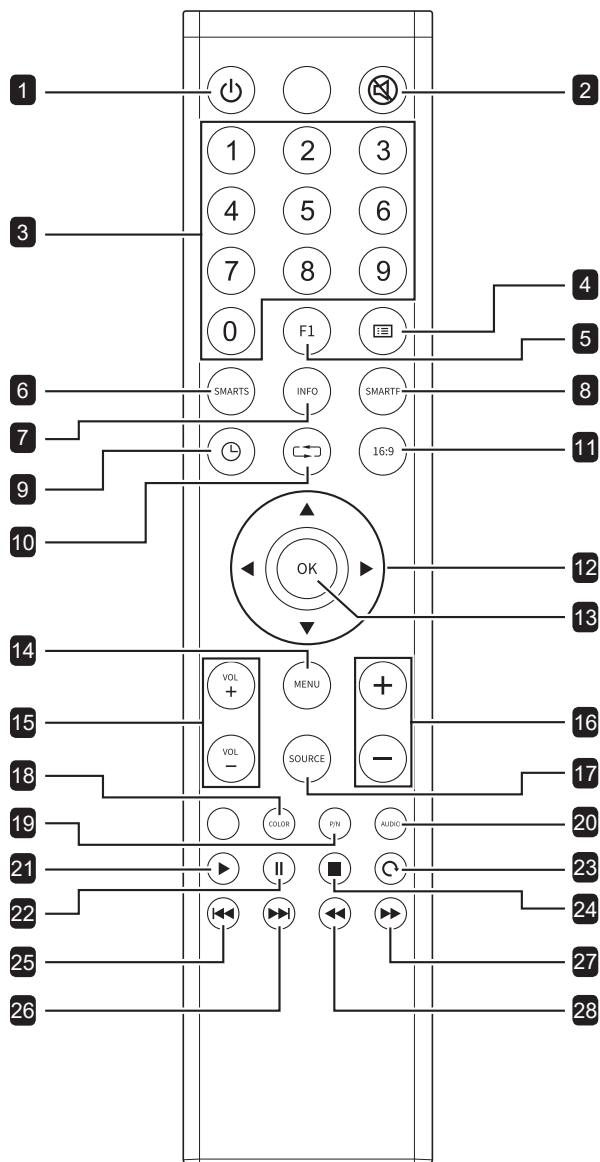 1 2
1 2 3
4 5 6
3
7 8 9
4
0 F1
5
6 SMARTS INFO SMARTF 8
7
16:9 11
9
10
OK 12
13
14
VOL + MENU +
15 16
VOL – SOURCE –
17
18
COLOR P/N AUDIO
19 20
21 23
22 24
25 27
26 28